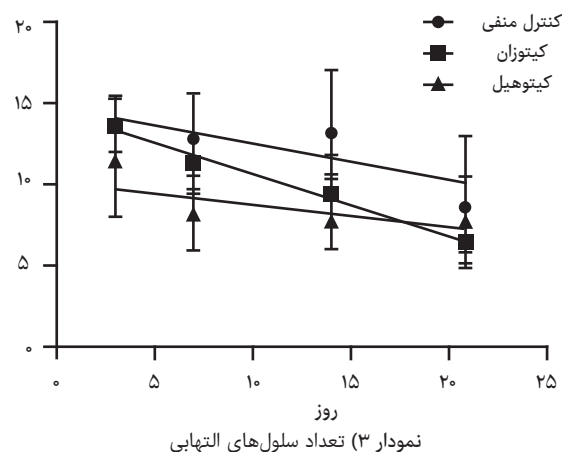 کنترل منفی
کیتوزان
کیتوهیل
۲۰
۱۵
۱۰
۵
۰
۰ ۵ ۱۰ ۱۵ ۲۰ ۲۵
روز
نمودار ۳) تعداد سلول‌های التهابی